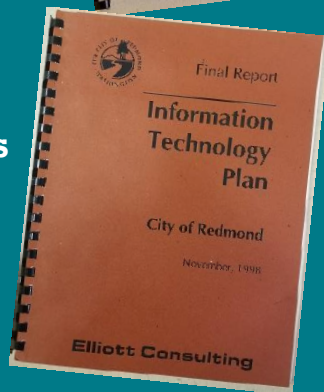 s
Final Report
Information
Technology
Plan
City of Redmond
November, 1998
Elliott Consulting